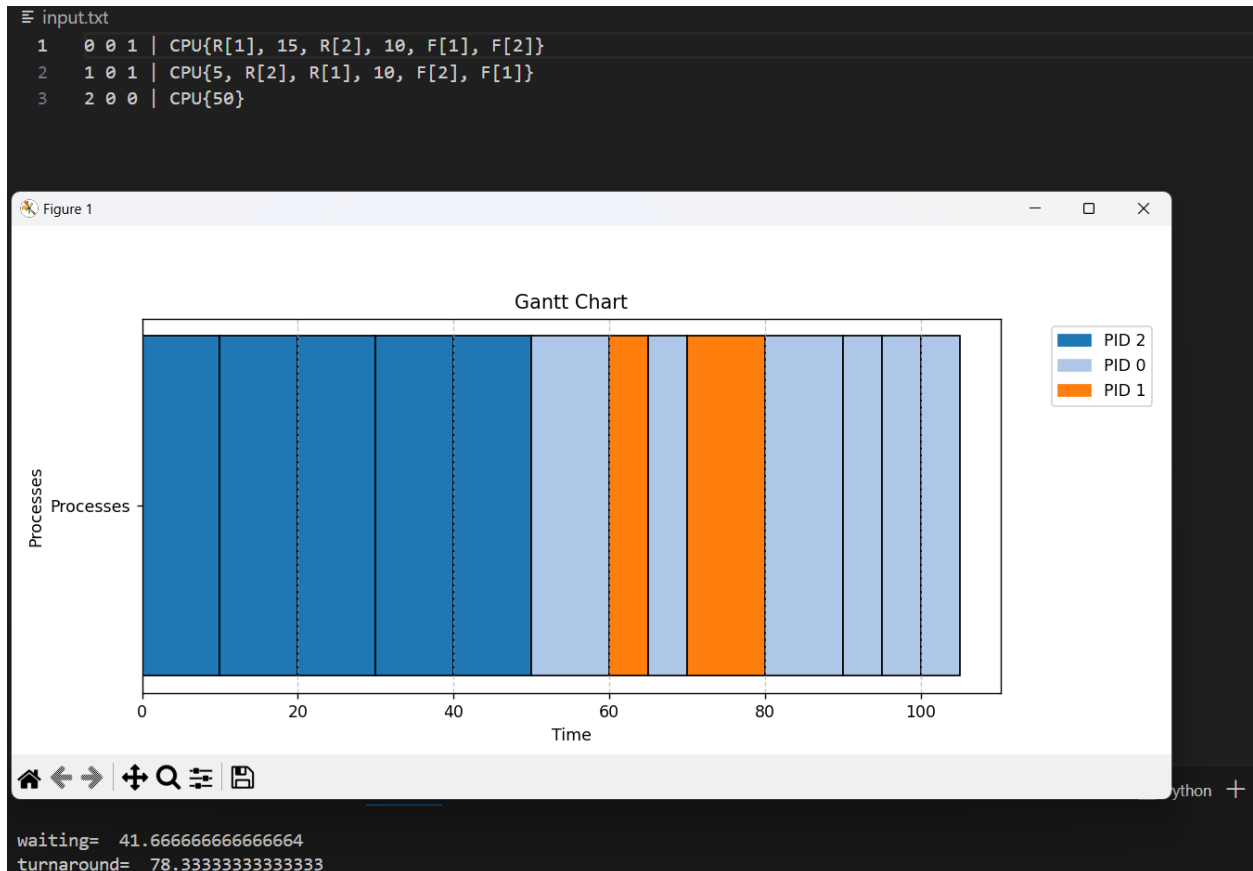 input.txt
1 0 0 1 | CPU{R[1], 15, R[2], 10, F[1], F[2]}
2 1 0 1 | CPU{5, R[2], R[1], 10, F[2], F[1]}
3 2 0 0 | CPU{50}
Figure 1
Gantt Chart
PID 2
PID 0
PID 1
Processes
Processes
0 20 40 60 80 100
Time
ython
waiting= 41.666666666666664
turnaround= 78.33333333333333